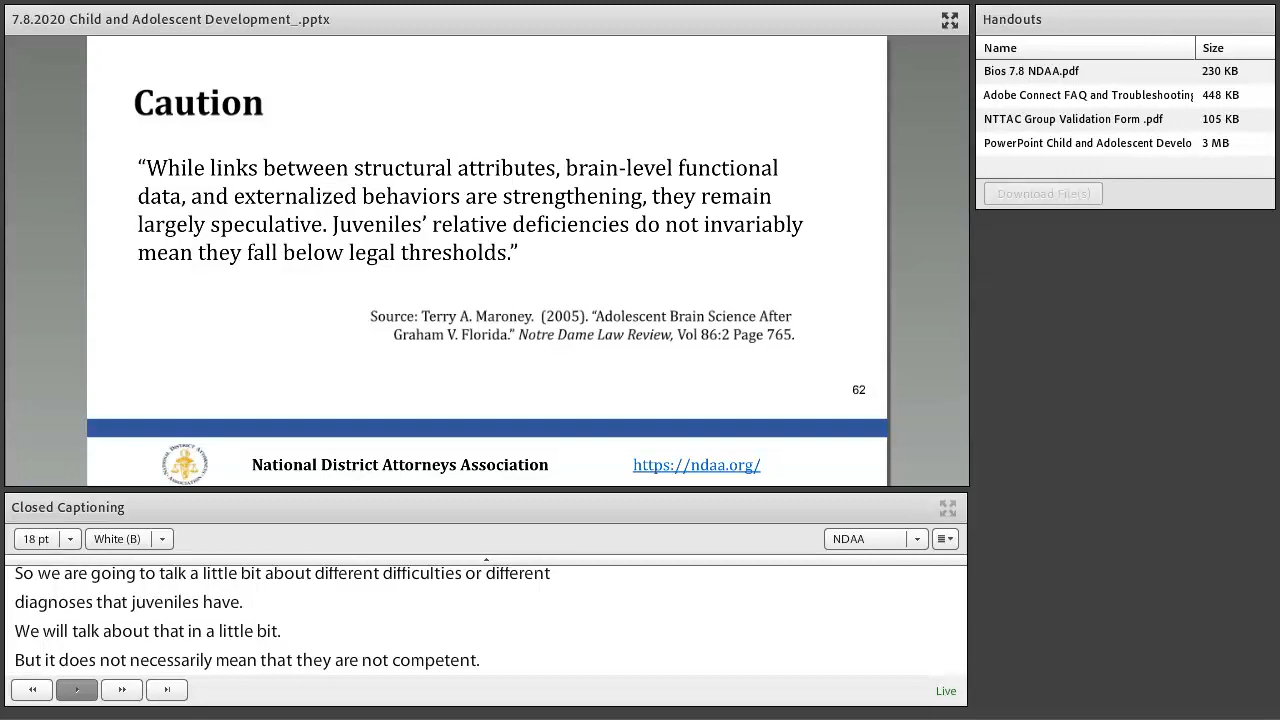 7.8.2020 Child and Adolescent Development_.pptx
Caution
“While links between structural attributes, brain-level functional
data, and externalized behaviors are strengthening, they remain
largely speculative. Juveniles’ relative deficiencies do not invariably
mean they fall below legal thresholds.”
Source: Terry A. Maroney. (2005). “Adolescent Brain Science After
Graham V. Florida.” Notre Dame Law Review, Vol 86:2 Page 765.
62
National District Attorneys Association https://ndaa.org/
Handouts
Name Size
Bios 7.8 NDAA.pdf 230 KB
Adobe Connect FAQ and Troubleshooting 448 KB
NTTAC Group Validation Form .pdf 105 KB
PowerPoint Child and Adolescent Develo 3 MB
Download File(s)
Closed Captioning
18 pt White (B) NDAA
So we are going to talk a little bit about different difficulties or different
diagnoses that juveniles have.
We will talk about that in a little bit.
But it does not necessarily mean that they are not competent.
Live